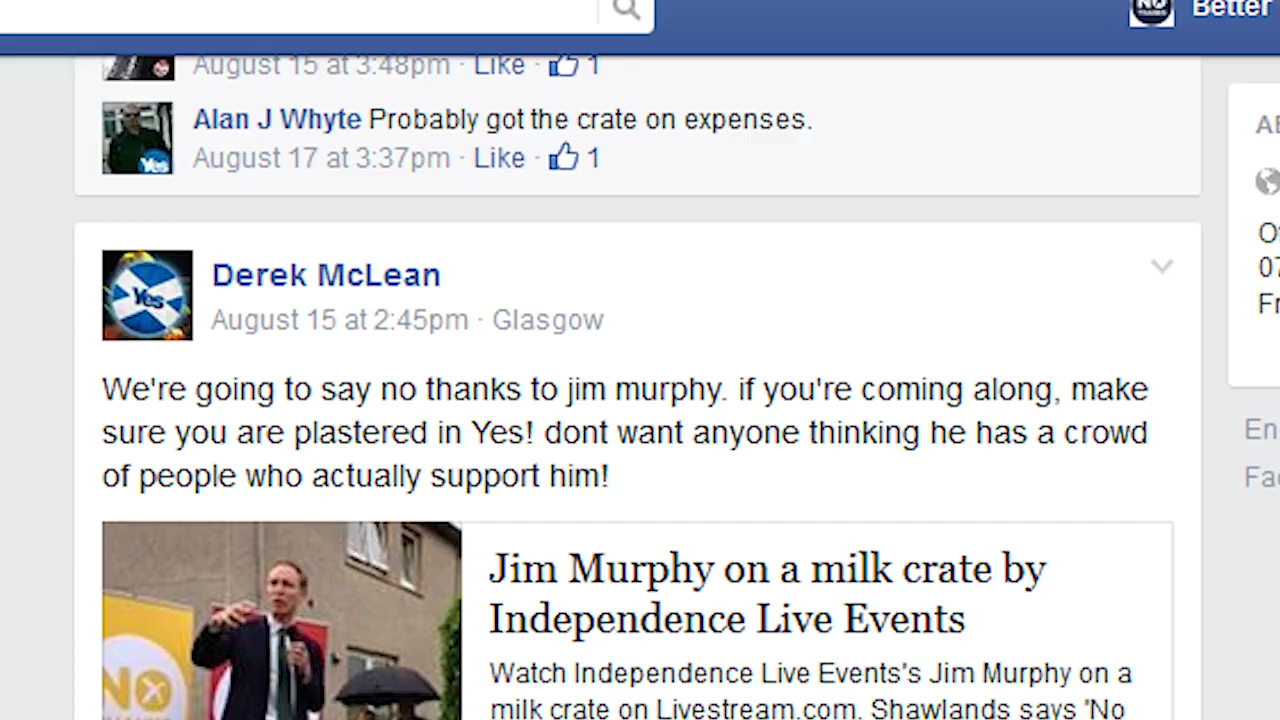 NO
Better
August 15 at 3:48pm · Like · 1
Alan J Whyte Probably got the crate on expenses.
Yes
August 17 at 3:37pm · Like · 1
Derek McLean
Yes
August 15 at 2:45pm · Glasgow
We're going to say no thanks to jim murphy. if you're coming along, make
sure you are plastered in Yes! dont want anyone thinking he has a crowd
of people who actually support him!
Jim Murphy on a milk crate by
Independence Live Events
Watch Independence Live Events's Jim Murphy on a
milk crate on Livestream.com. Shawlands says 'No
NO
07
En